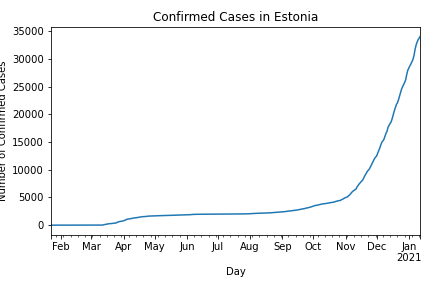 Confirmed Cases in Estonia
Number of Confirmed Cases
35000
30000
25000
20000
15000
10000
5000
0
Feb Mar Apr May Jun Jul Aug Sep Oct Nov Dec Jan
2021
Day